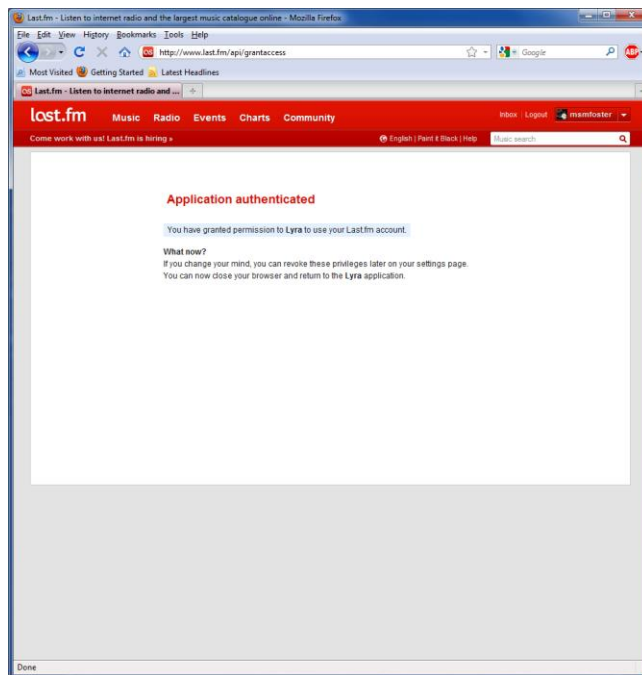 Last.fm - Listen to internet radio and the largest music catalogue online - Mozilla Firefox
File Edit View History Bookmarks Tools Help
http://www.last.fm/api/grantaccess Google ABP
Most Visited Getting Started Latest Headlines
Last.fm - Listen to internet radio and ...
last.fm Music Radio Events Charts Community Inbox | Logout msmfoster
Come work with us! Last.fm is hiring » English | Paint it Black | Help Music search
Application authenticated
You have granted permission to Lyra to use your Last.fm account.
What now?
If you change your mind, you can revoke these privileges later on your settings page.
You can now close your browser and return to the Lyra application.
Done